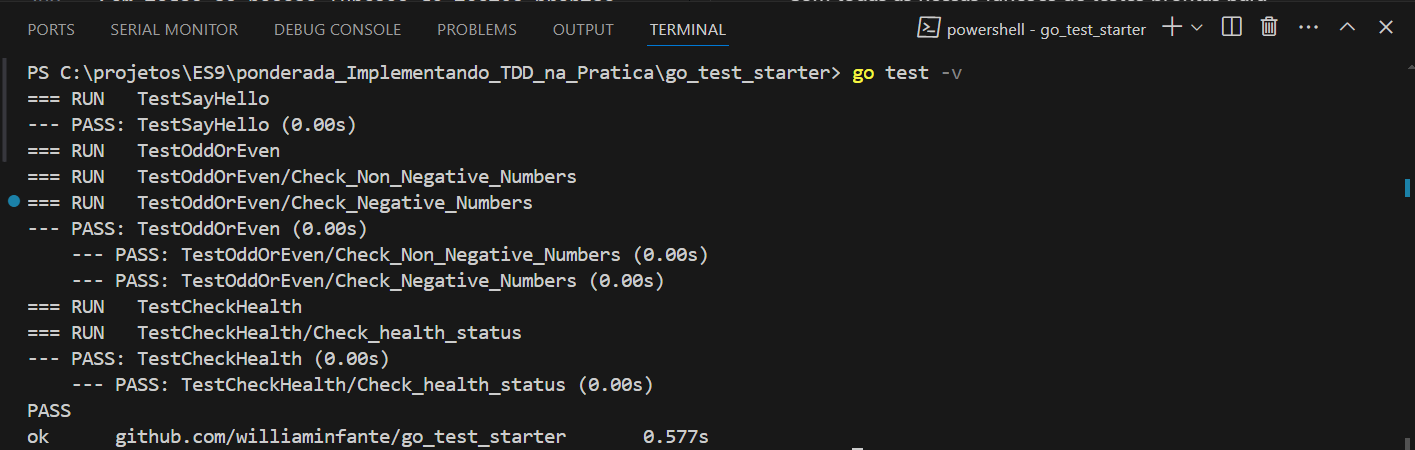 PORTS SERIAL MONITOR DEBUG CONSOLE PROBLEMS OUTPUT TERMINAL powershell - go_test_starter
PS C:\projetos\ES9\ponderada_Implementando_TDD_na_Pratica\go_test_starter> go test -v
=== RUN   TestSayHello
--- PASS: TestSayHello (0.00s)
=== RUN   TestOddOrEven
=== RUN   TestOddOrEven/Check_Non_Negative_Numbers
=== RUN   TestOddOrEven/Check_Negative_Numbers
--- PASS: TestOddOrEven (0.00s)
    --- PASS: TestOddOrEven/Check_Non_Negative_Numbers (0.00s)
    --- PASS: TestOddOrEven/Check_Negative_Numbers (0.00s)
=== RUN   TestCheckHealth
=== RUN   TestCheckHealth/Check_health_status
--- PASS: TestCheckHealth (0.00s)
    --- PASS: TestCheckHealth/Check_health_status (0.00s)
PASS
ok      github.com/williaminfante/go_test_starter       0.577s